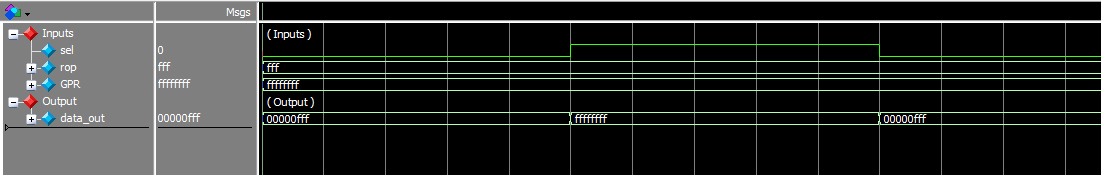 Msgs
Inputs ( Inputs )
sel 0
rop fff fff
GPR ffffffff ffffffff
Output ( Output )
data_out 00000fff 00000fff ffffffff 00000fff